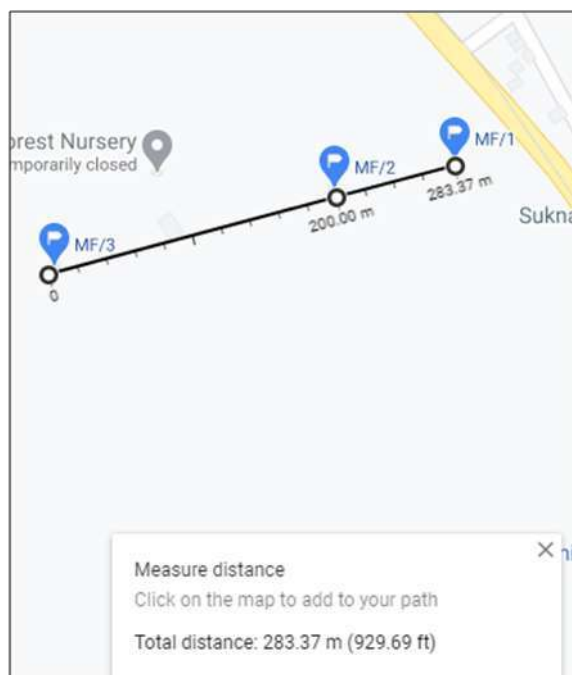 MF/1
orest Nursery
mporarily closed
MF/2
283.37 m
200.00 m
Sukna
MF/3
0
Measure distance
Click on the map to add to your path
Total distance: 283.37 m (929.69 ft)